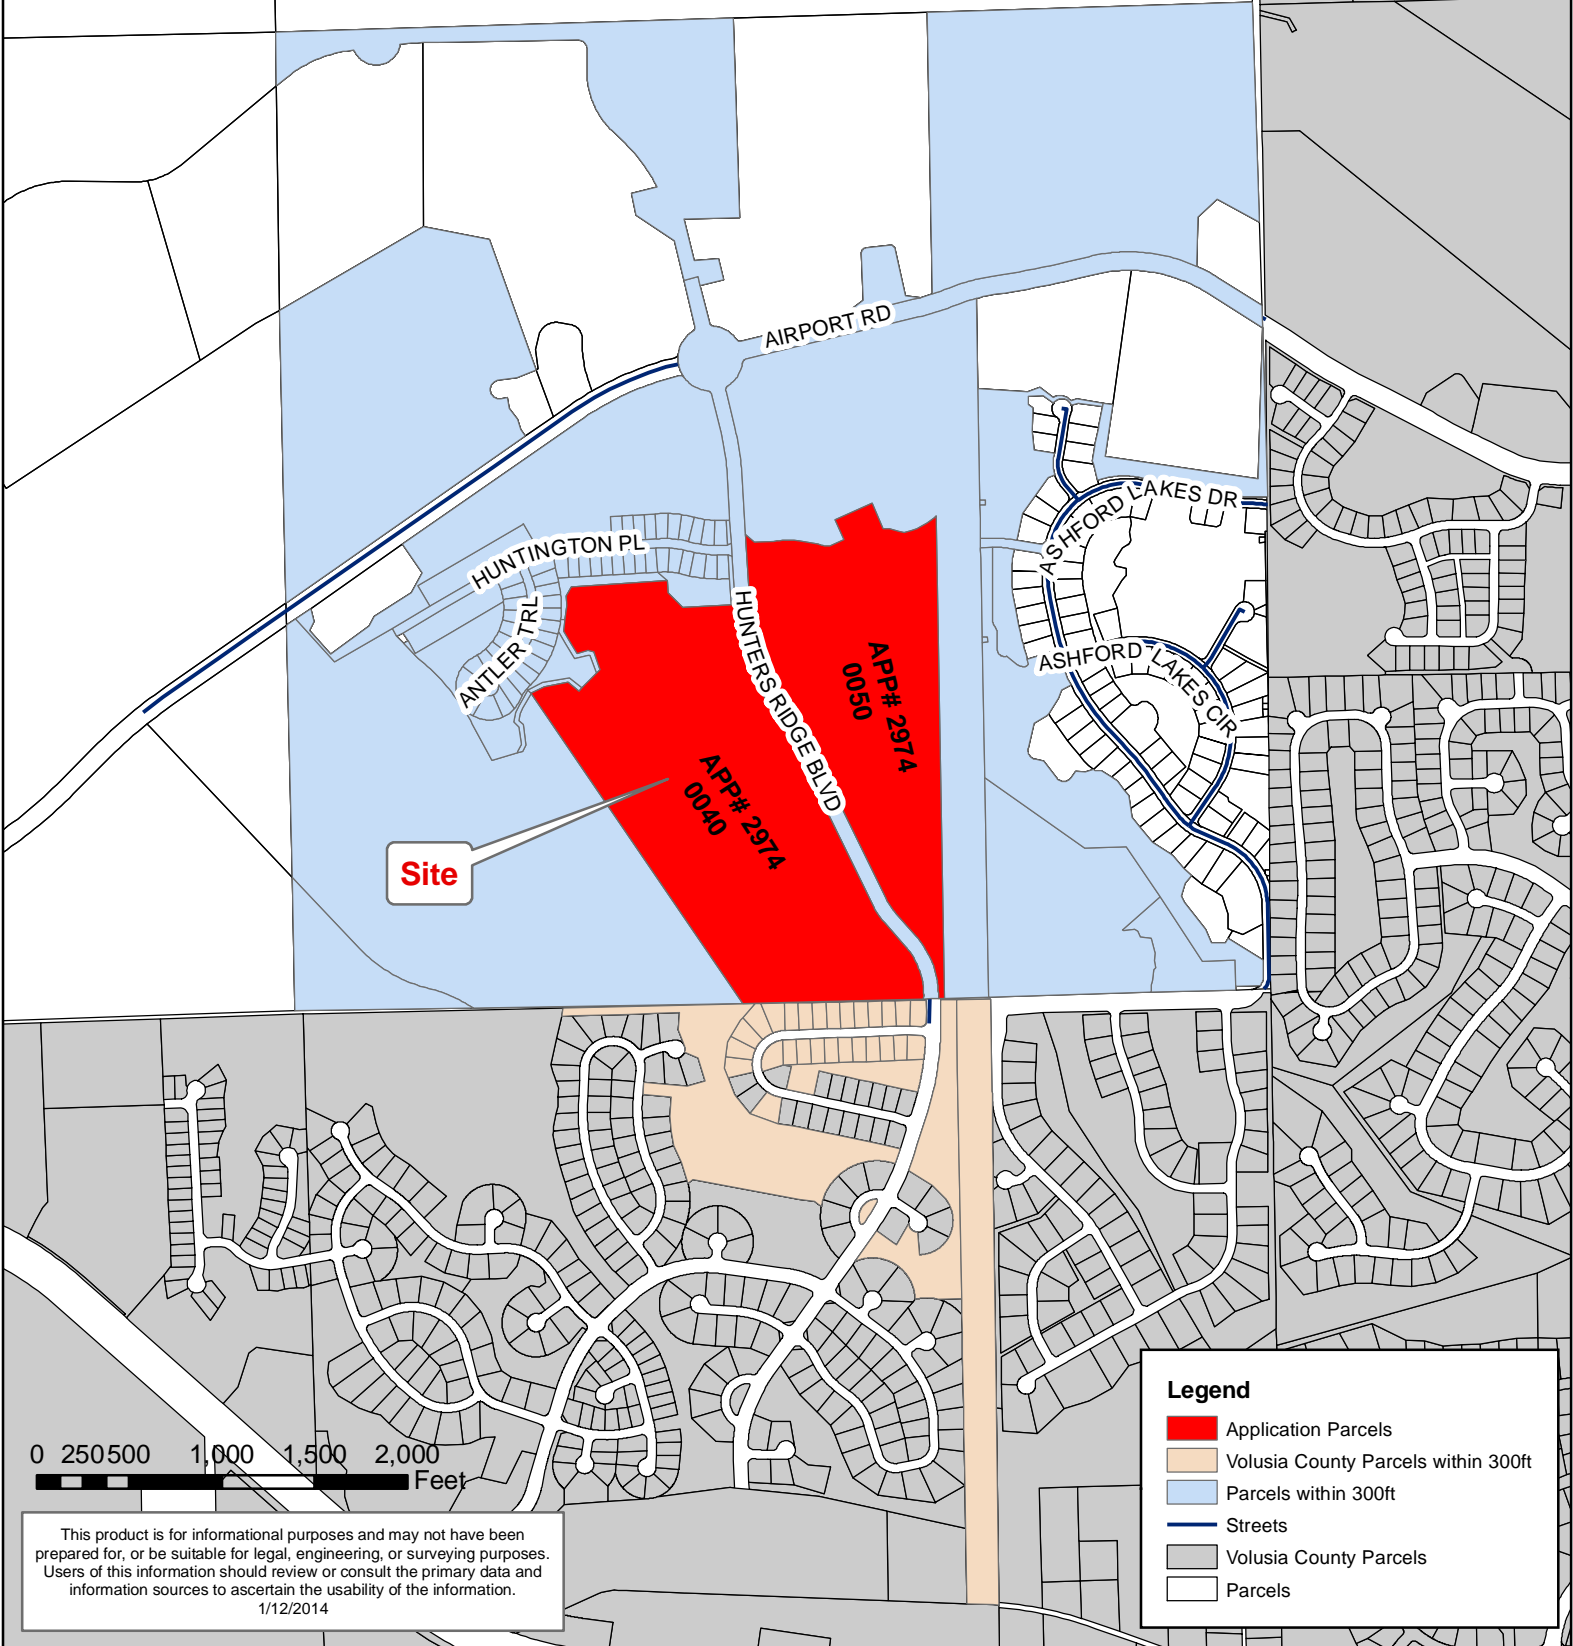 AIRPORT RD
ASHFORD LAKES DR
HUNTINGTON PL
ANTLER TRL
HUNTERS RIDGE BLVD
APP# 2974
0050
ASHFORD LAKES CIR
APP# 2974
0040
Site
Legend
Application Parcels
Volusia County Parcels within 300ft
Parcels within 300ft
Streets
Volusia County Parcels
Parcels
0 250 500 1,000 1,500 2,000
Feet
This product is for informational purposes and may not have been
prepared for, or be suitable for legal, engineering, or surveying purposes.
Users of this information should review or consult the primary data and
information sources to ascertain the usability of the information.
1/12/2014